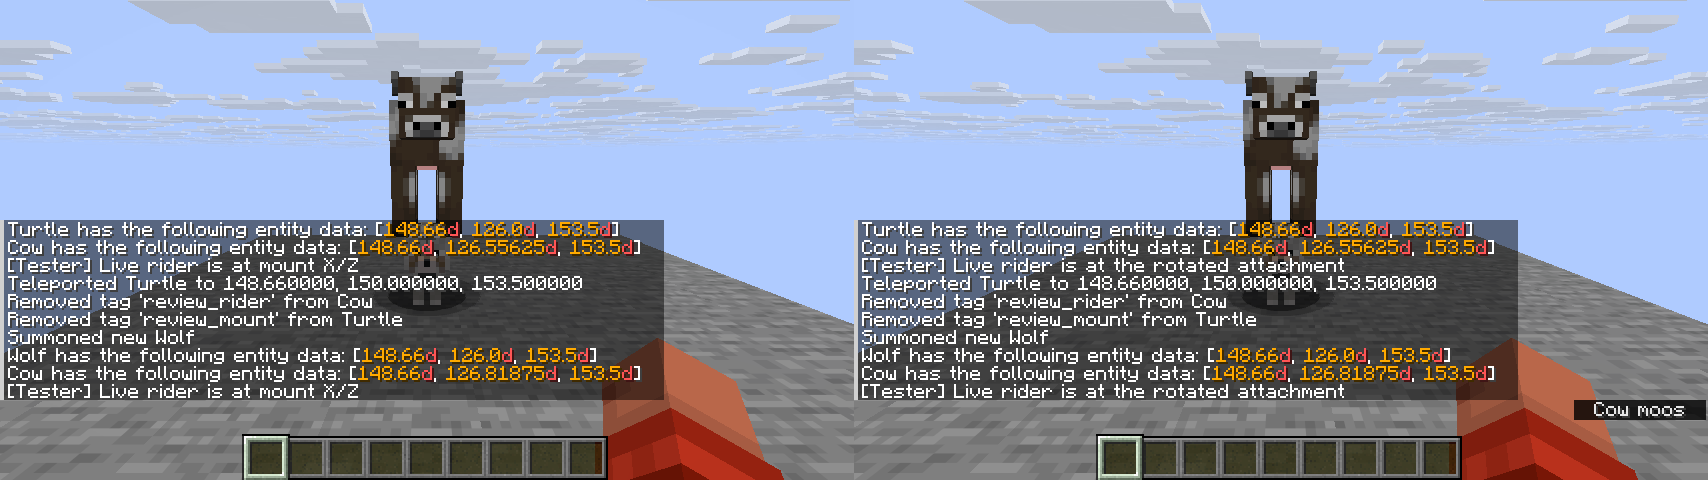 Turtle has the following entity data: [148.66d, 126.0d, 153.5d]
Cow has the following entity data: [148.66d, 126.55625d, 153.5d]
[Tester] Live rider is at mount X/Z
Teleported Turtle to 148.660000, 150.000000, 153.500000
Removed tag 'review_rider' from Cow
Removed tag 'review_mount' from Turtle
Summoned new Wolf
Wolf has the following entity data: [148.66d, 126.0d, 153.5d]
Cow has the following entity data: [148.66d, 126.81875d, 153.5d]
[Tester] Live rider is at mount X/Z
Turtle has the following entity data: [148.66d, 126.0d, 153.5d]
Cow has the following entity data: [148.66d, 126.55625d, 153.5d]
[Tester] Live rider is at the rotated attachment
Teleported Turtle to 148.660000, 150.000000, 153.500000
Removed tag 'review_rider' from Cow
Removed tag 'review_mount' from Turtle
Summoned new Wolf
Wolf has the following entity data: [148.66d, 126.0d, 153.5d]
Cow has the following entity data: [148.66d, 126.81875d, 153.5d]
[Tester] Live rider is at the rotated attachment
Cow moos